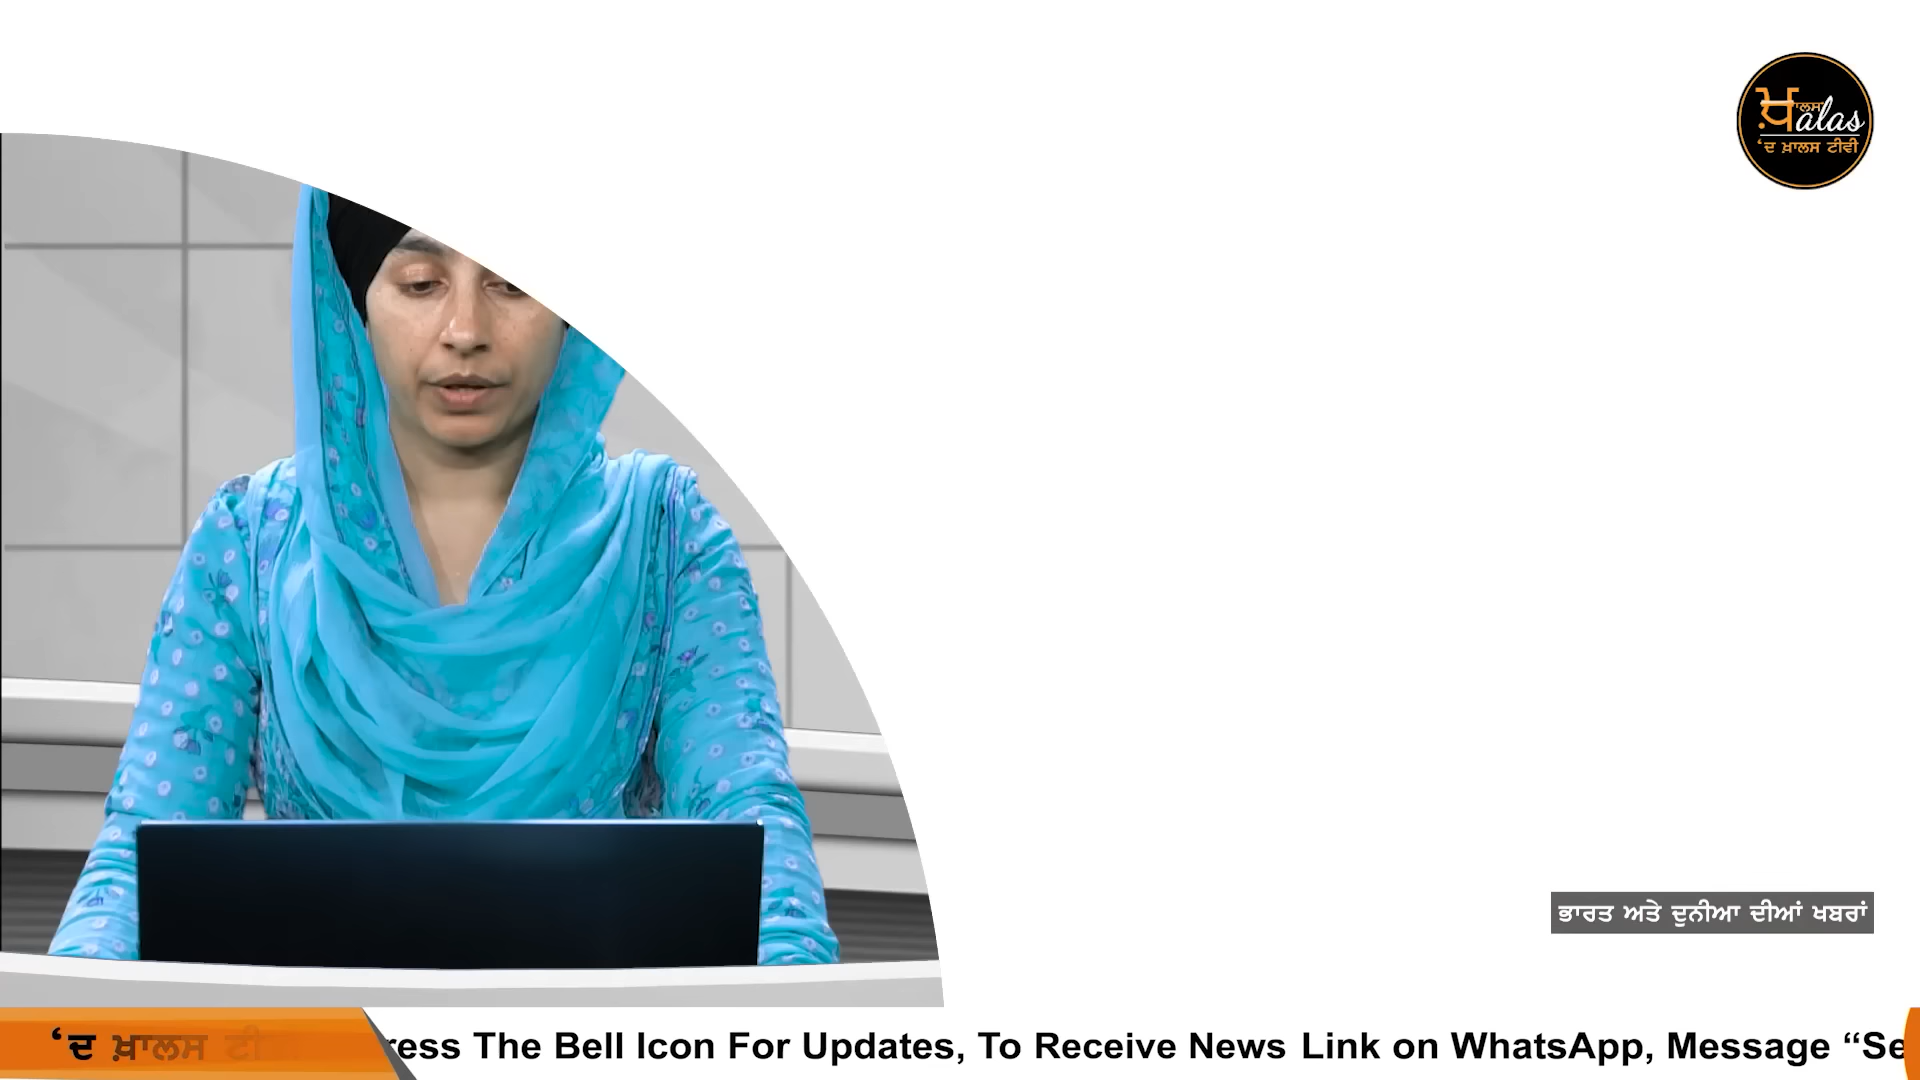 ਖ਼ਾਲਸ
alas
‘ਦ ਖ਼ਾਲਸ ਟੀਵੀ
ਭਾਰਤ ਅਤੇ ਦੁਨੀਆ ਦੀਆਂ ਖਬਰਾਂ
‘ਦ ਖ਼ਾਲਸ ress The Bell Icon For Updates, To Receive News Link on WhatsApp, Message “Se